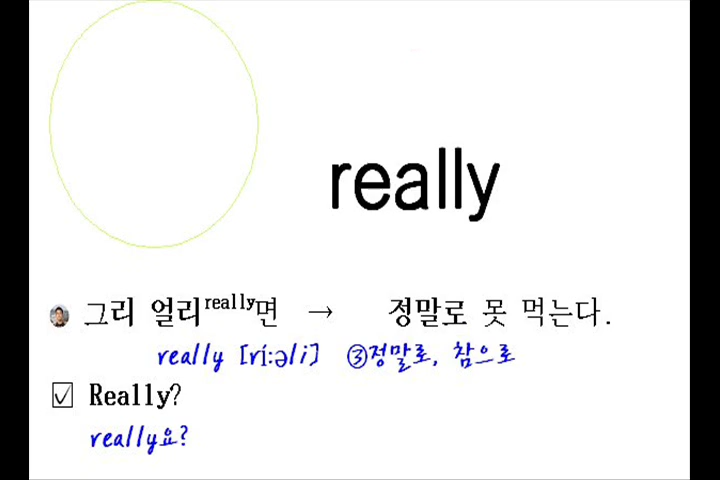 really
그리 얼리really면 → 정말로 못 먹는다.
really [rí:əli] ③정말로, 참으로
☑ Really?
really요?